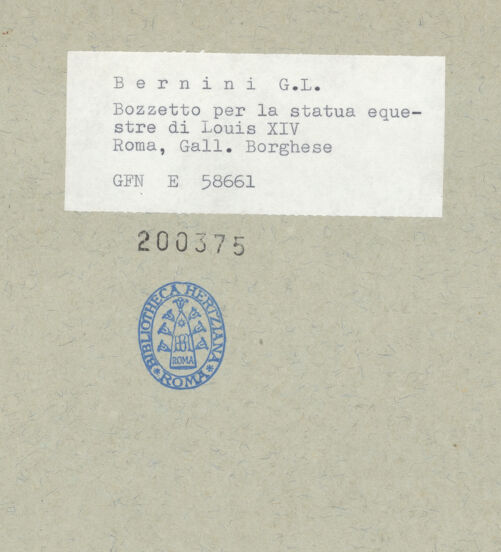 Bernini G.L.
Bozzetto per la statua eque-
stre di Louis XIV
Roma, Gall. Borghese
GFN E 58661
200375
BIBLIOTHECA HERTZIANA
ROMA
* ROMA *